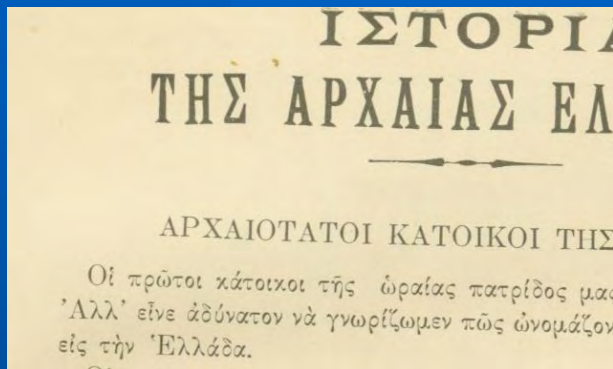 ΙΣΤΟΡΙΑ
ΤΗΣ ΑΡΧΑΙΑΣ ΕΛ
ΑΡΧΑΙΟΤΑΤΟΙ ΚΑΤΟΙΚΟΙ ΤΗΣ
Οἱ πρῶτοι κάτοικοι τῆς ὡραίας πατρίδος μας
Ἀλλ' εἶνε ἀδύνατον νὰ γνωρίζωμεν πῶς ὠνομάζον
εἰς τὴν Ἑλλάδα.